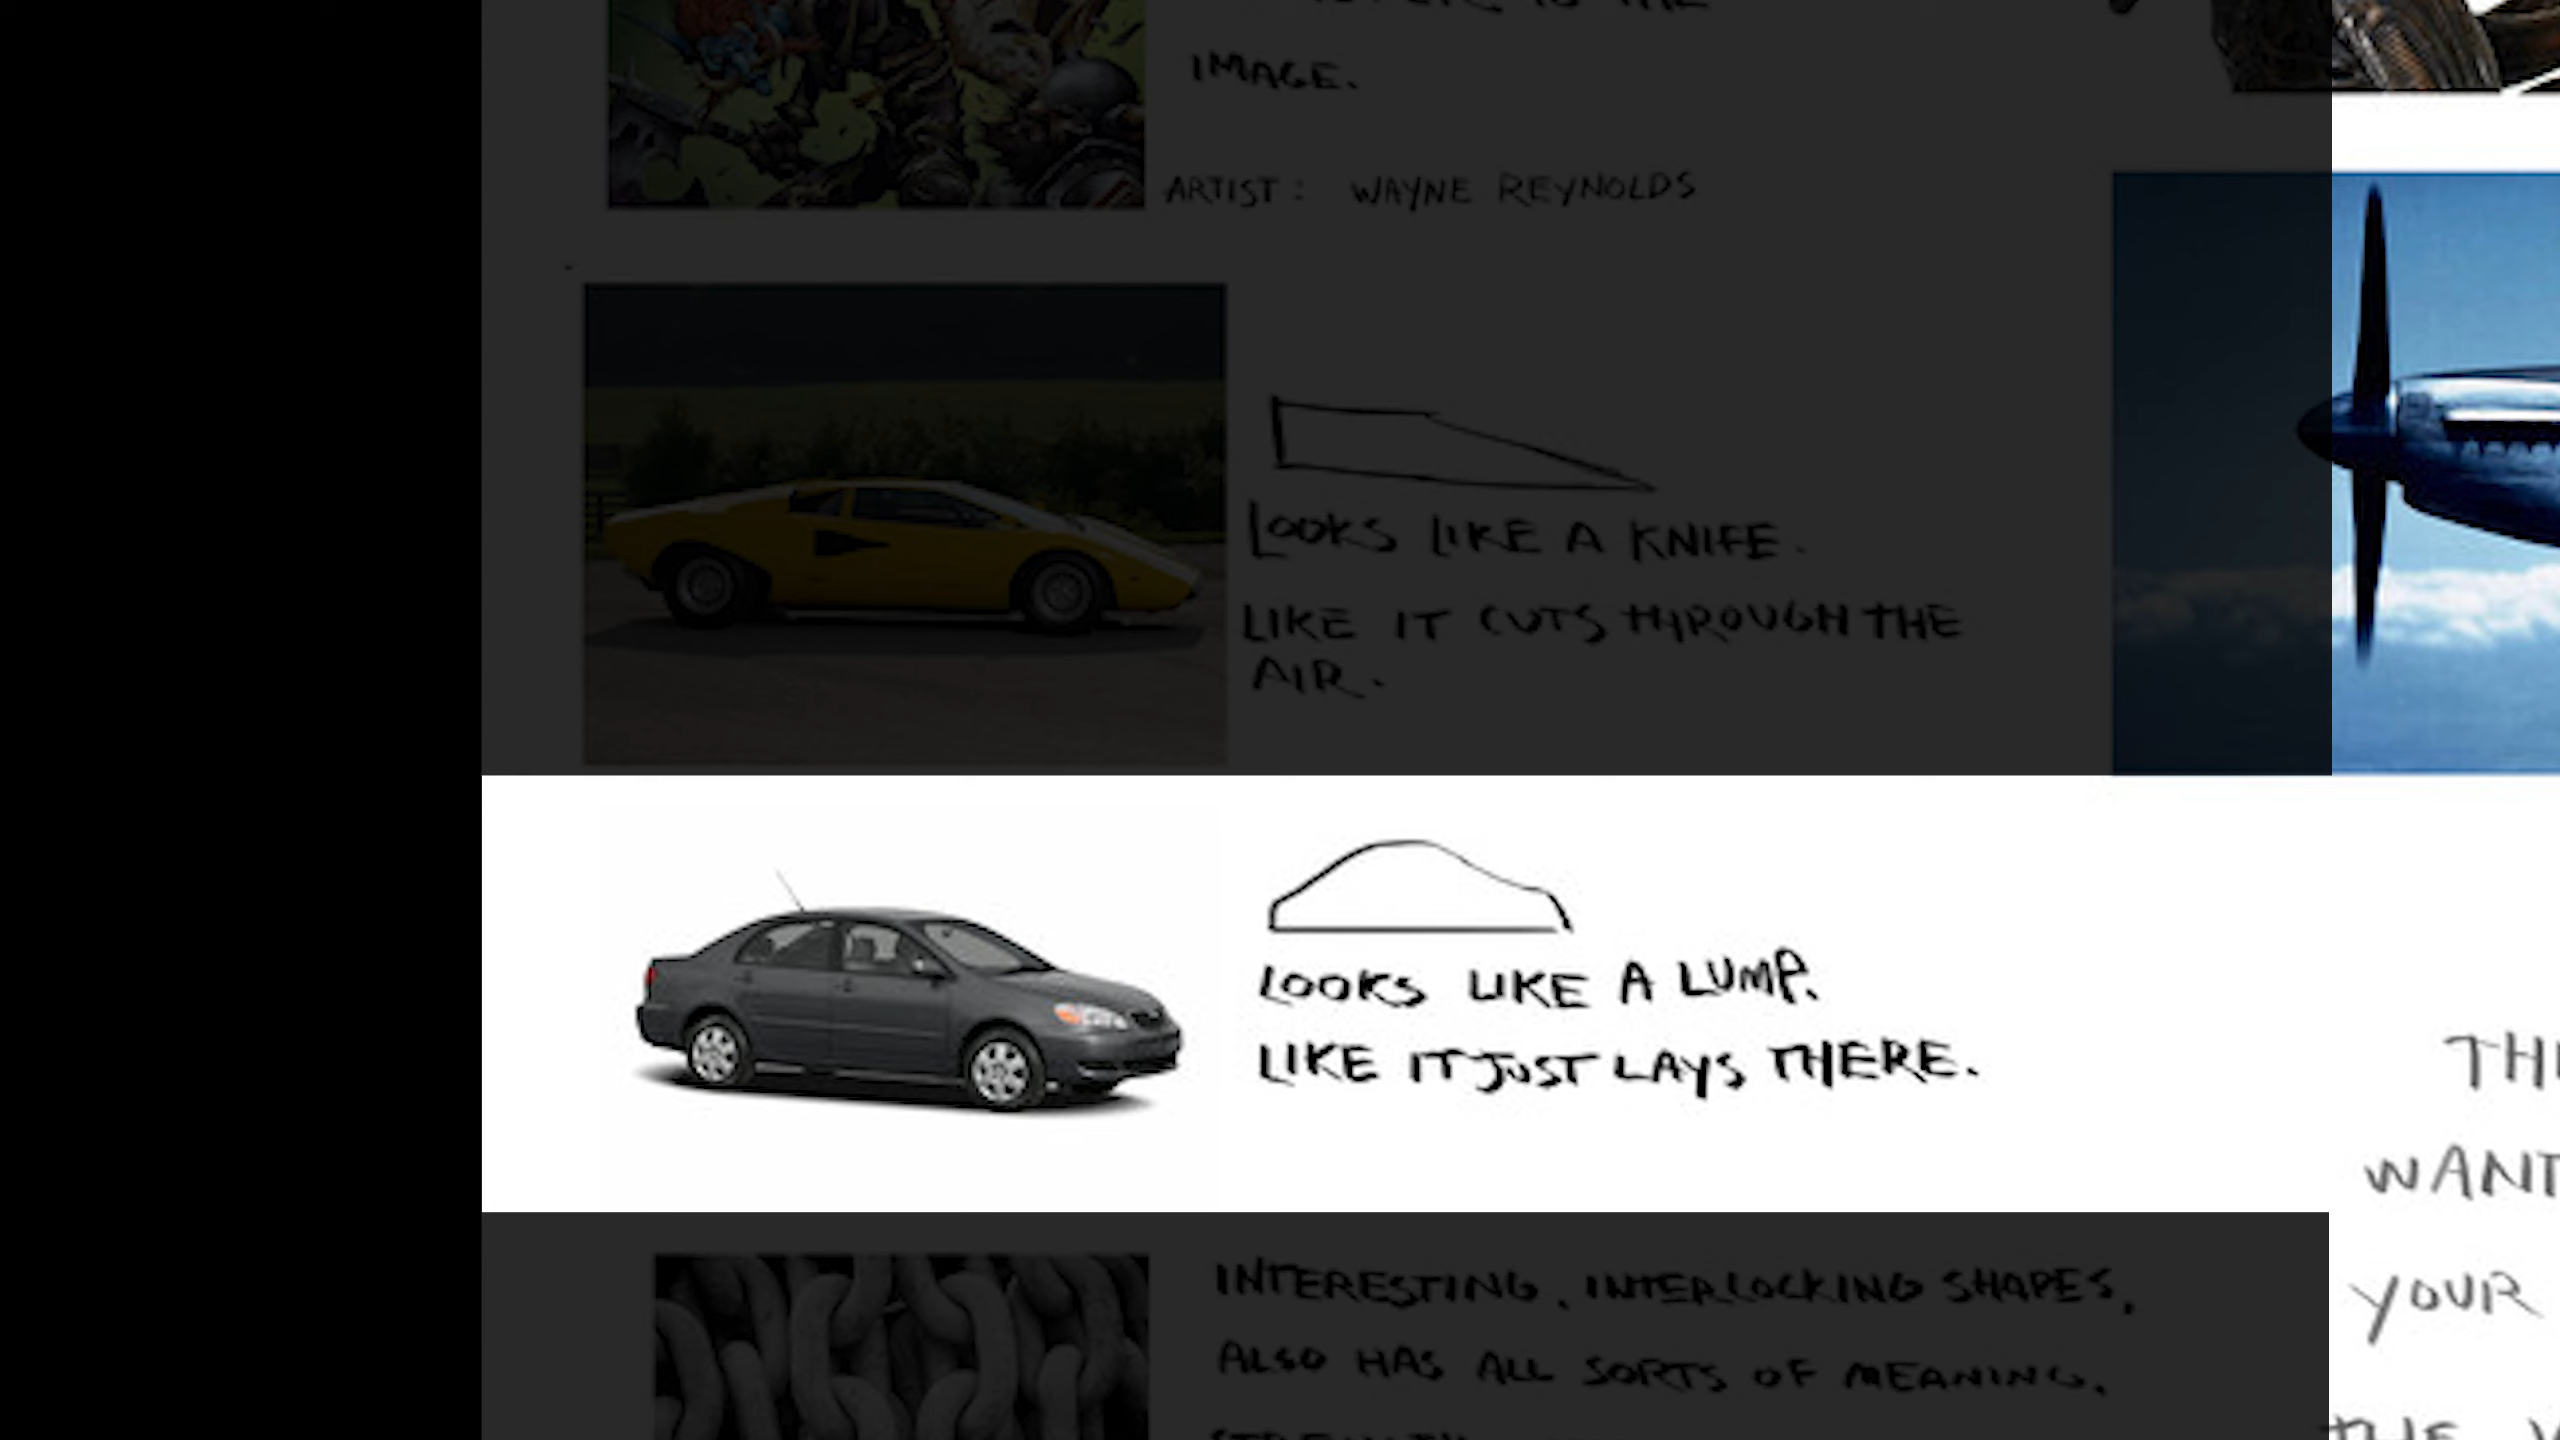 IMAGE.
ARTIST: WAYNE REYNOLDS
LOOKS LIKE A KNIFE.
LIKE IT CUTS THROUGH THE
AIR.
LOOKS LIKE A LUMP.
LIKE IT JUST LAYS THERE.
INTERESTING, INTERLOCKING SHAPES,
ALSO HAS ALL SORTS OF MEANING.
WANT
YOUR
THE